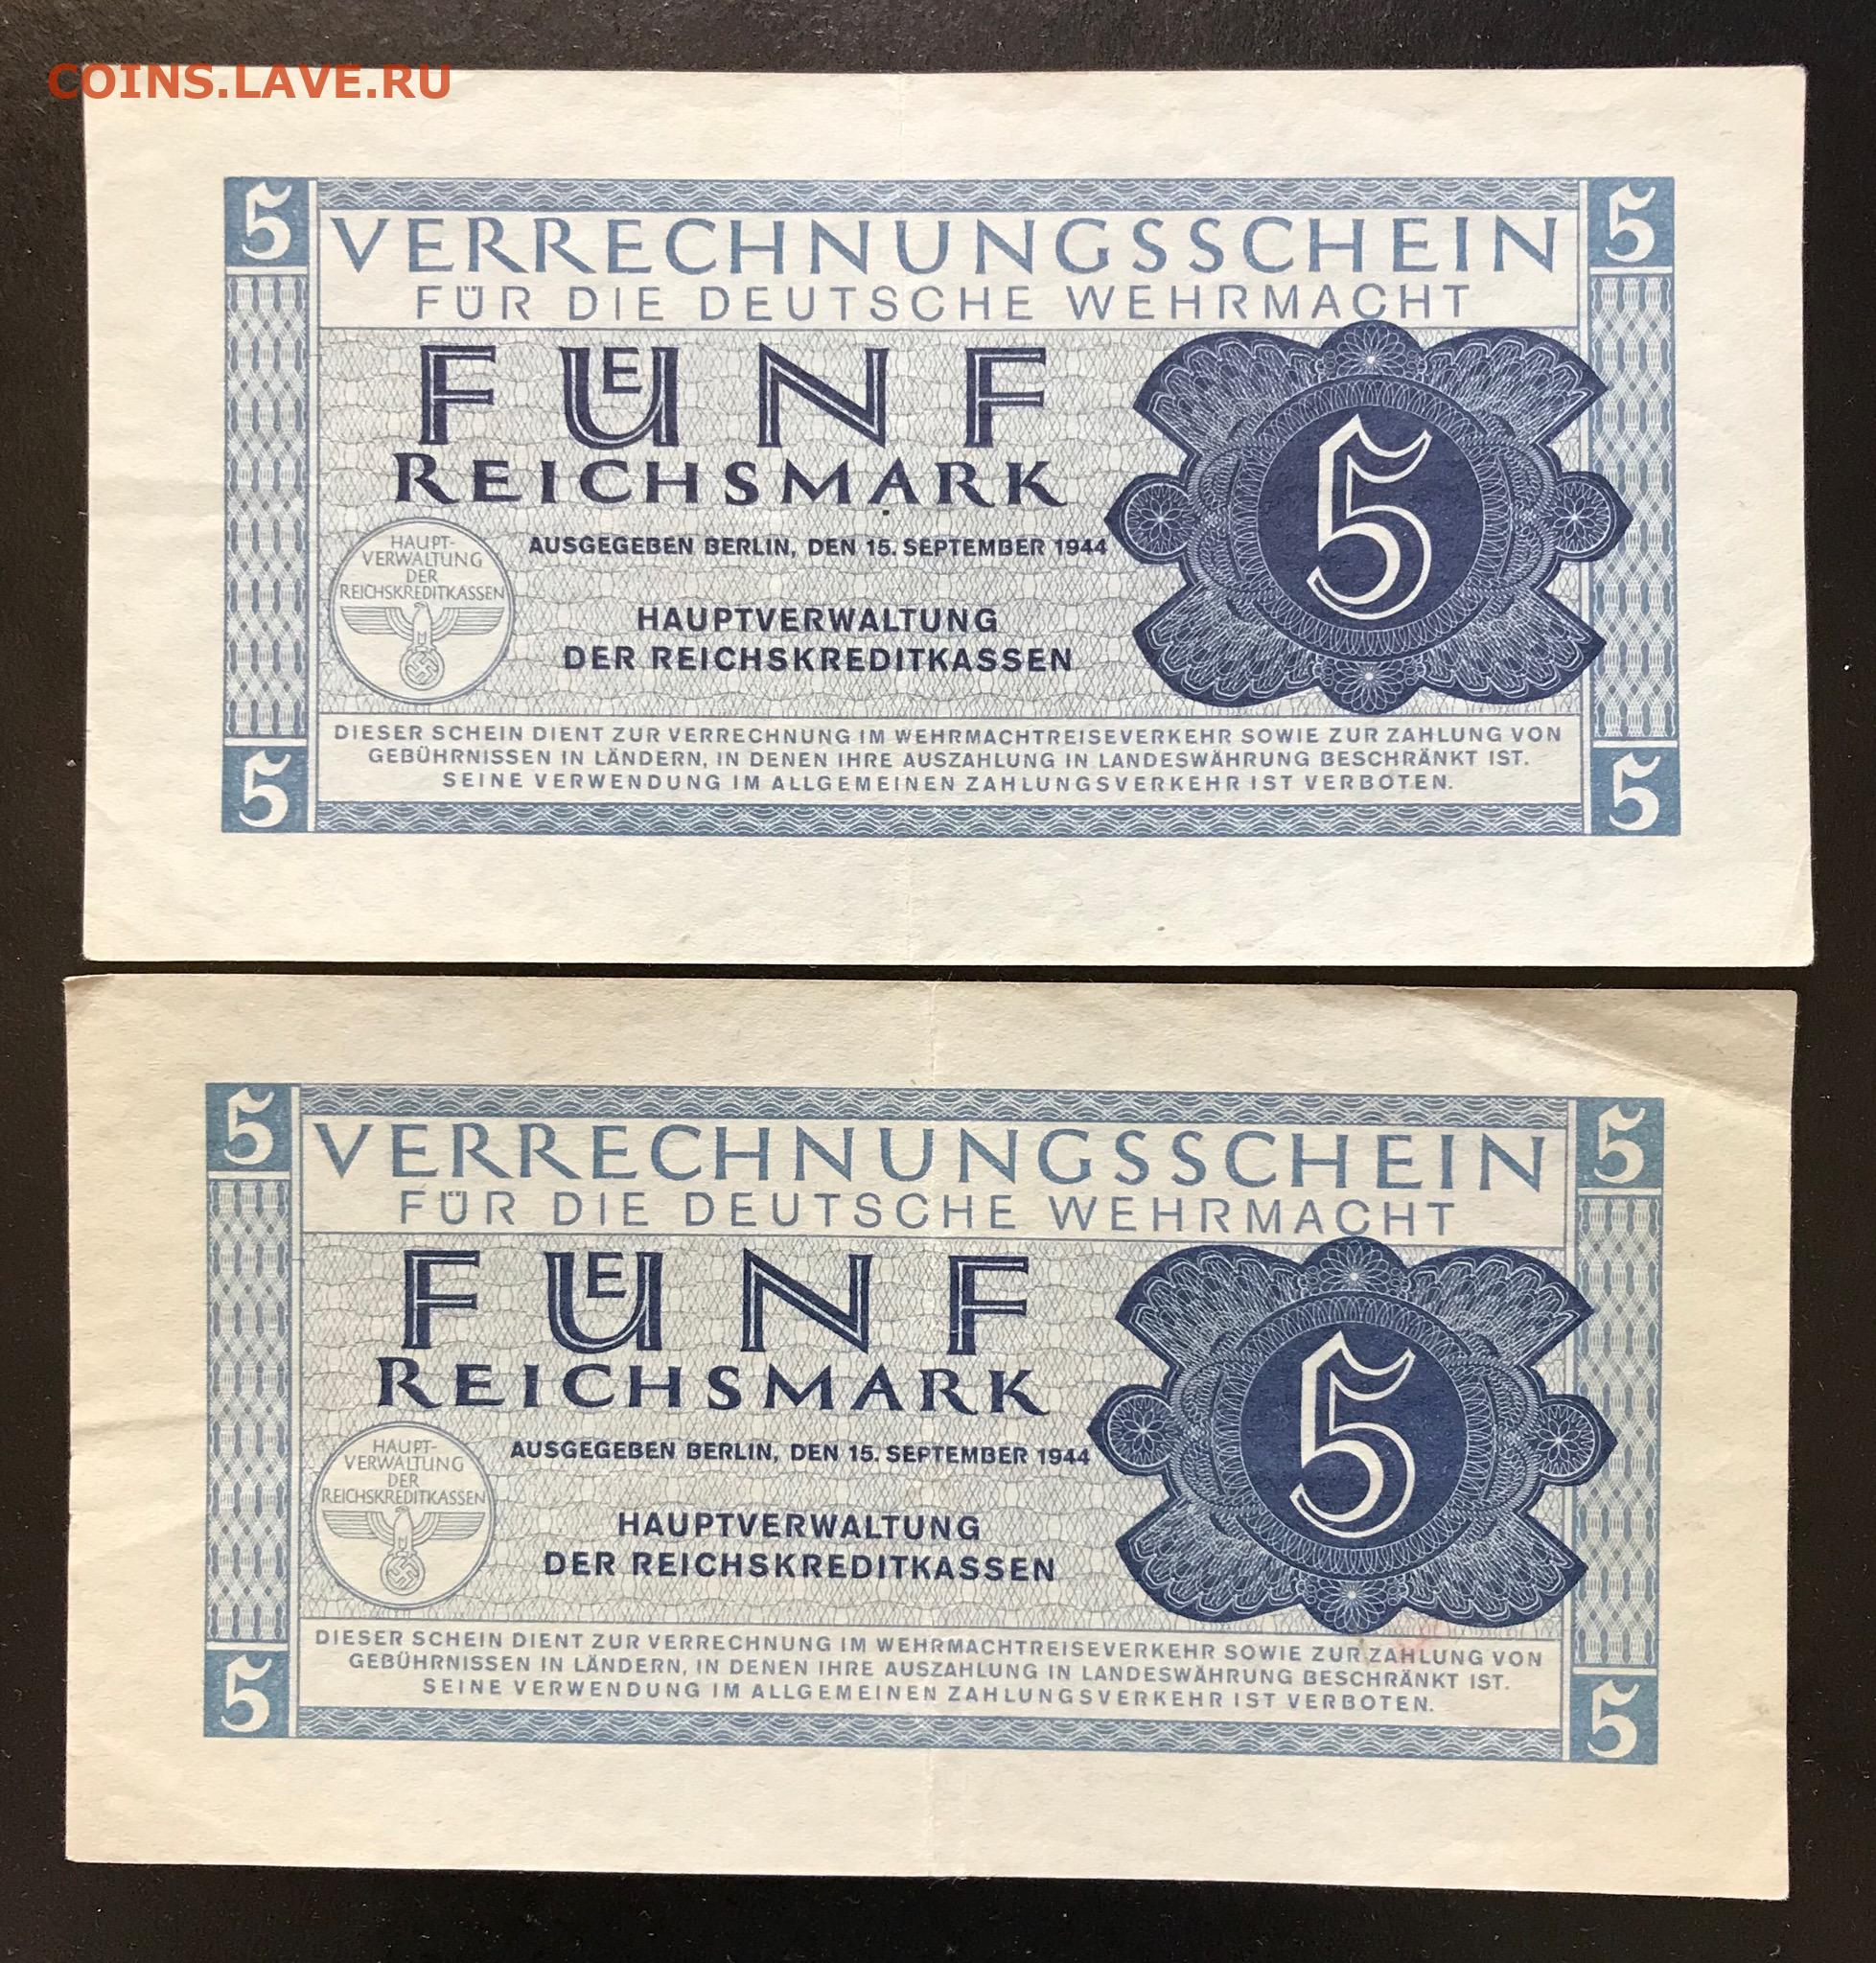 COINS.LAVE.RU
5 5
VERRECHNUNGSSCHEIN
FÜR DIE DEUTSCHE WEHRMACHT
FUENF
REICHSMARK
5
AUSGEGEBEN BERLIN, DEN 15. SEPTEMBER 1944
HAUPT-
VERWALTUNG
DER
REICHSKREDITKASSEN
HAUPTVERWALTUNG
DER REICHSKREDITKASSEN
DIESER SCHEIN DIENT ZUR VERRECHNUNG IM WEHRMACHTREISEVERKEHR SOWIE ZUR ZAHLUNG VON
GEBÜHRNISSEN IN LÄNDERN, IN DENEN IHRE AUSZAHLUNG IN LANDESWÄHRUNG BESCHRÄNKT IST.
SEINE VERWENDUNG IM ALLGEMEINEN ZAHLUNGSVERKEHR IST VERBOTEN.
5 5
5 5
VERRECHNUNGSSCHEIN
FÜR DIE DEUTSCHE WEHRMACHT
FUENF
REICHSMARK
5
AUSGEGEBEN BERLIN, DEN 15. SEPTEMBER 1944
HAUPT-
VERWALTUNG
DER
REICHSKREDITKASSEN
HAUPTVERWALTUNG
DER REICHSKREDITKASSEN
DIESER SCHEIN DIENT ZUR VERRECHNUNG IM WEHRMACHTREISEVERKEHR SOWIE ZUR ZAHLUNG VON
GEBÜHRNISSEN IN LÄNDERN, IN DENEN IHRE AUSZAHLUNG IN LANDESWÄHRUNG BESCHRÄNKT IST.
SEINE VERWENDUNG IM ALLGEMEINEN ZAHLUNGSVERKEHR IST VERBOTEN.
5 5